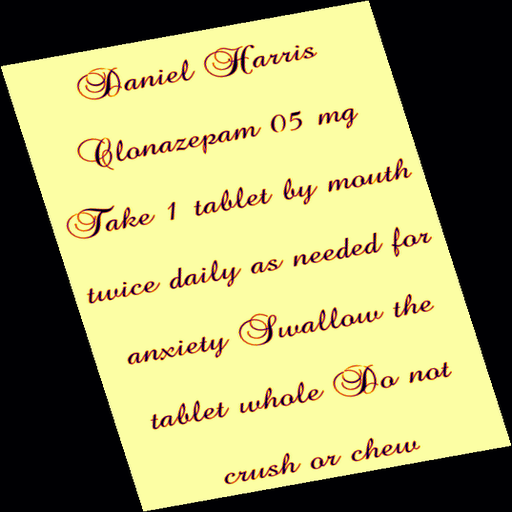 Daniel Harris
Clonazepam 05 mg
Take 1 tablet by mouth
twice daily as needed for
anxiety Swallow the
tablet whole Do not
crush or chew